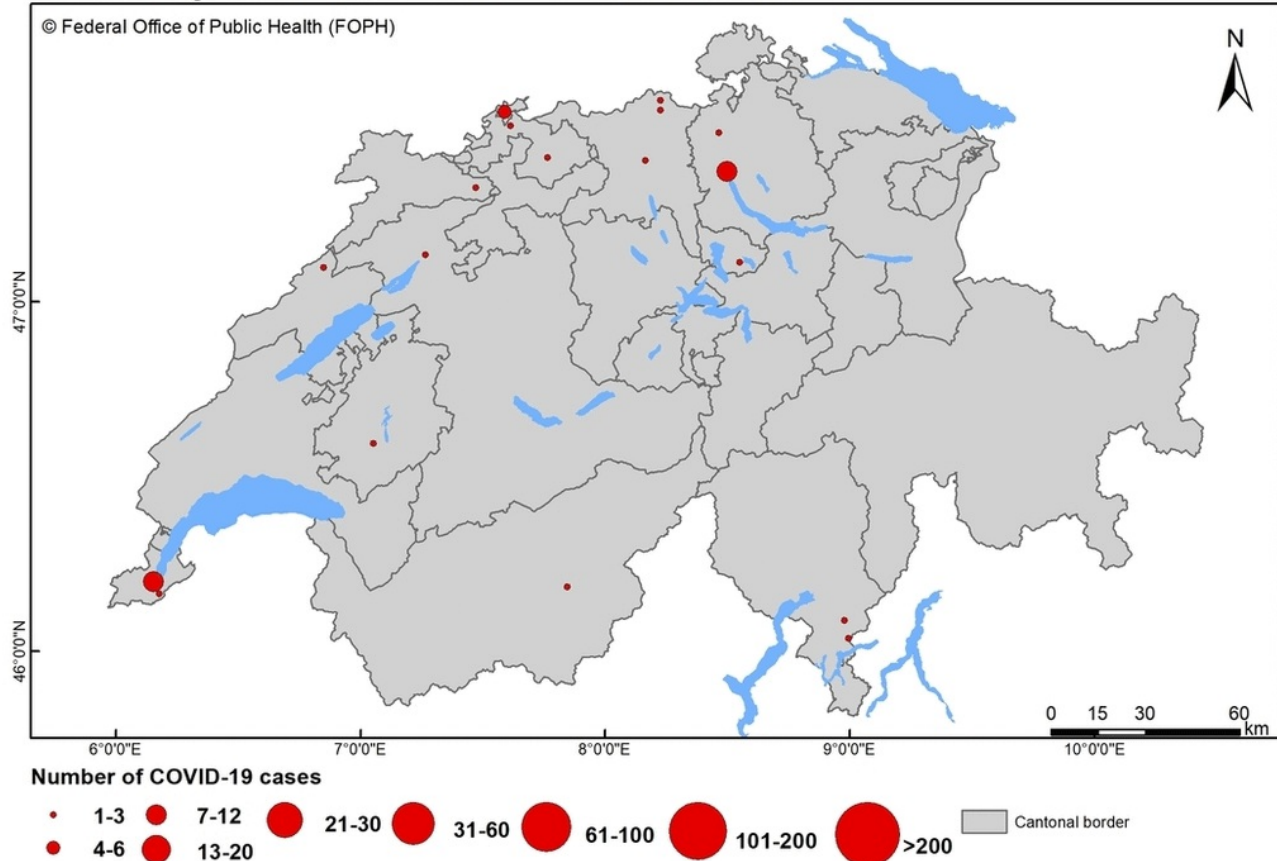 © Federal Office of Public Health (FOPH)
N
47°0'0"N
46°0'0"N
0 15 30 60
km
6°0'0"E 7°0'0"E 8°0'0"E 9°0'0"E 10°0'0"E
Number of COVID-19 cases
1-3 7-12 21-30 31-60 61-100 101-200 >200 Cantonal border
4-6 13-20